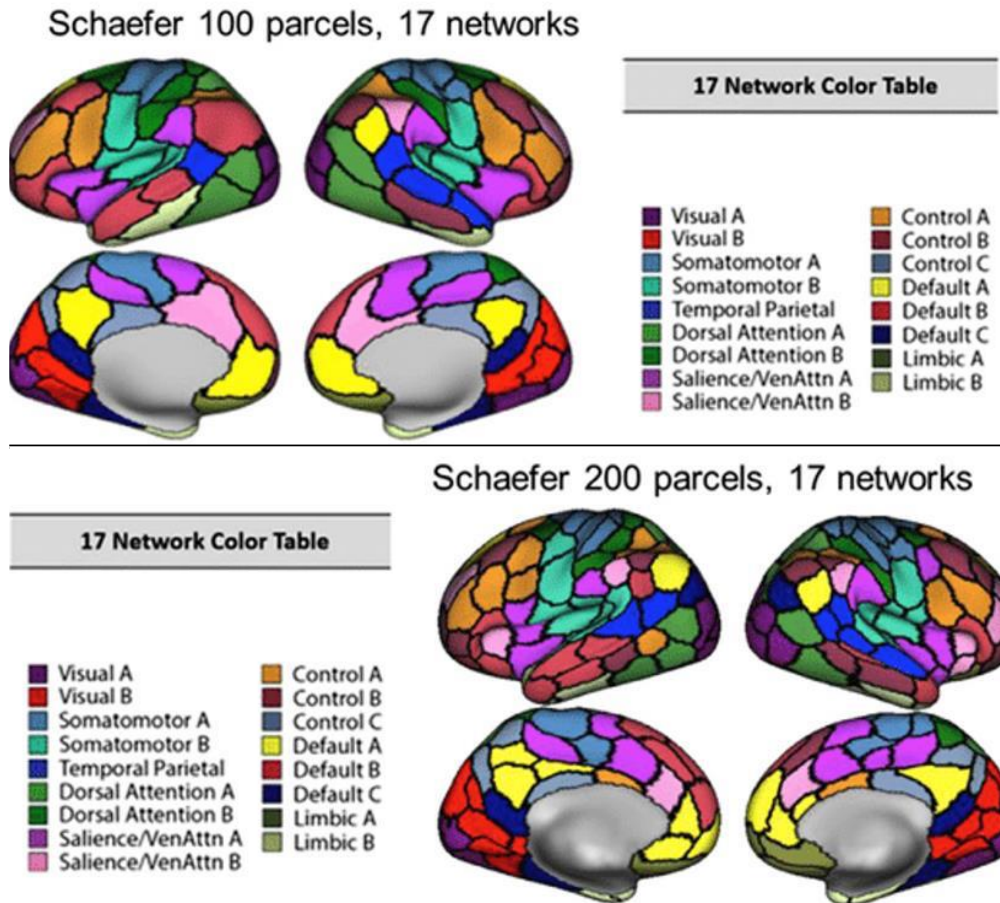 Schaefer 100 parcels, 17 networks
17 Network Color Table
Visual A
Visual B
Somatomotor A
Somatomotor B
Temporal Parietal
Dorsal Attention A
Dorsal Attention B
Salience/VenAttn A
Salience/VenAttn B
Control A
Control B
Control C
Default A
Default B
Default C
Limbic A
Limbic B
Schaefer 200 parcels, 17 networks
17 Network Color Table
Visual A
Visual B
Somatomotor A
Somatomotor B
Temporal Parietal
Dorsal Attention A
Dorsal Attention B
Salience/VenAttn A
Salience/VenAttn B
Control A
Control B
Control C
Default A
Default B
Default C
Limbic A
Limbic B